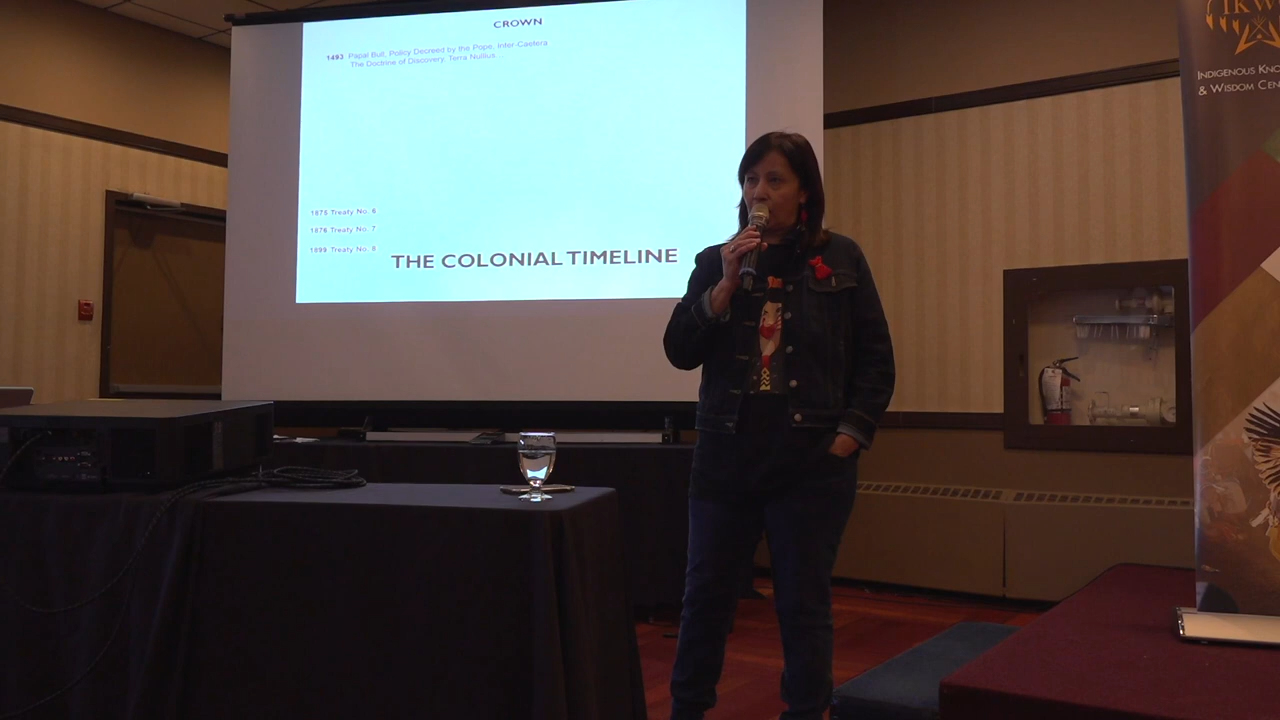 CROWN
1493 Papal Bull, Policy Decreed by the Pope, Inter-Caetera
The Doctrine of Discovery, Terra Nullius...
1875 Treaty No. 6
1876 Treaty No. 7
1899 Treaty No. 8
THE COLONIAL TIMELINE
IKW
INDIGENOUS KNO
& WISDOM CEN